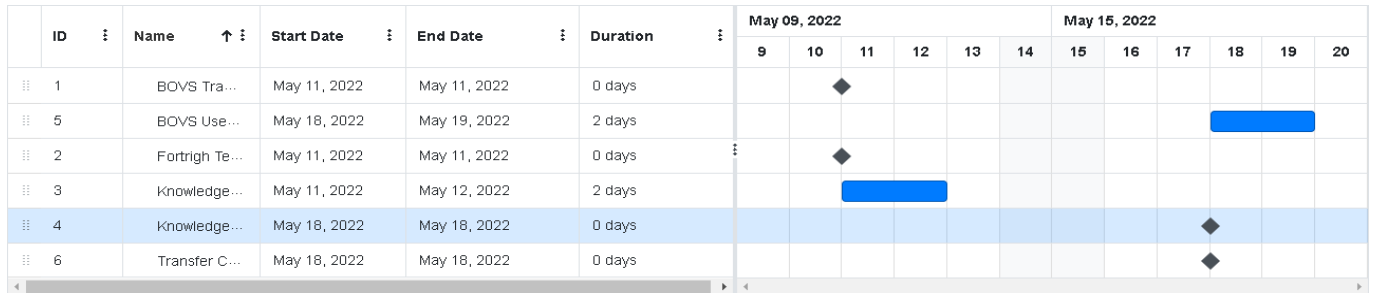 May 09, 2022 May 15, 2022
ID Name Start Date End Date Duration
9 10 11 12 13 14 15 16 17 18 19 20
1 BOVS Tra... May 11, 2022 May 11, 2022 0 days
5 BOVS Use... May 18, 2022 May 19, 2022 2 days
2 Fortrigh Te... May 11, 2022 May 11, 2022 0 days
3 Knowledge... May 11, 2022 May 12, 2022 2 days
4 Knowledge... May 18, 2022 May 18, 2022 0 days
6 Transfer C... May 18, 2022 May 18, 2022 0 days